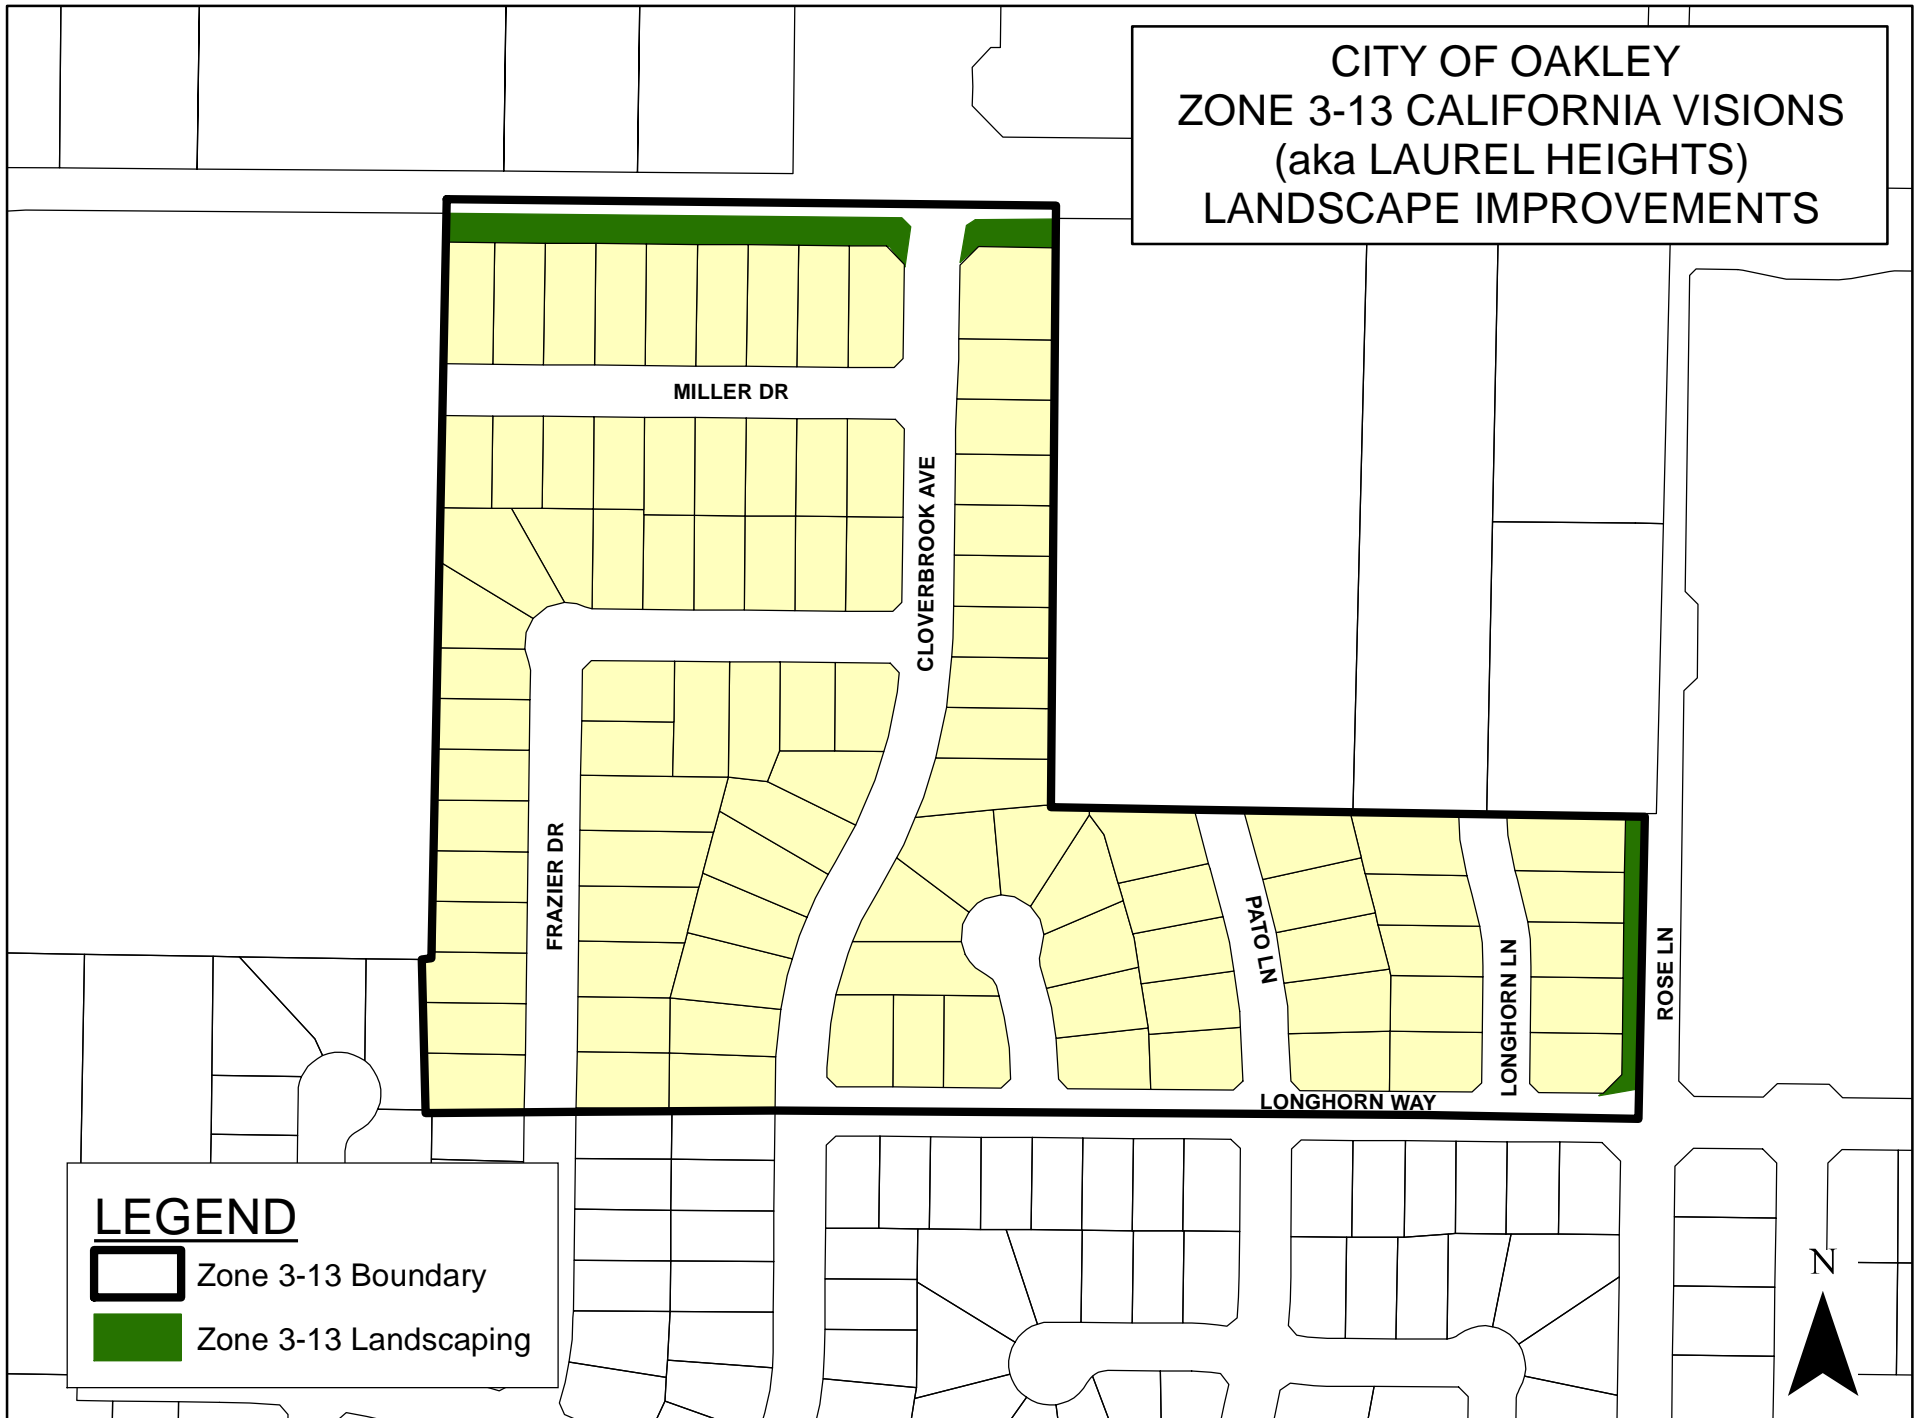 CITY OF OAKLEY
ZONE 3-13 CALIFORNIA VISIONS
(aka LAUREL HEIGHTS)
LANDSCAPE IMPROVEMENTS
MILLER DR
CLOVERBROOK AVE
FRAZIER DR
PATO LN
LONGHORN LN
ROSE LN
LONGHORN WAY
LEGEND
Zone 3-13 Boundary
Zone 3-13 Landscaping
N